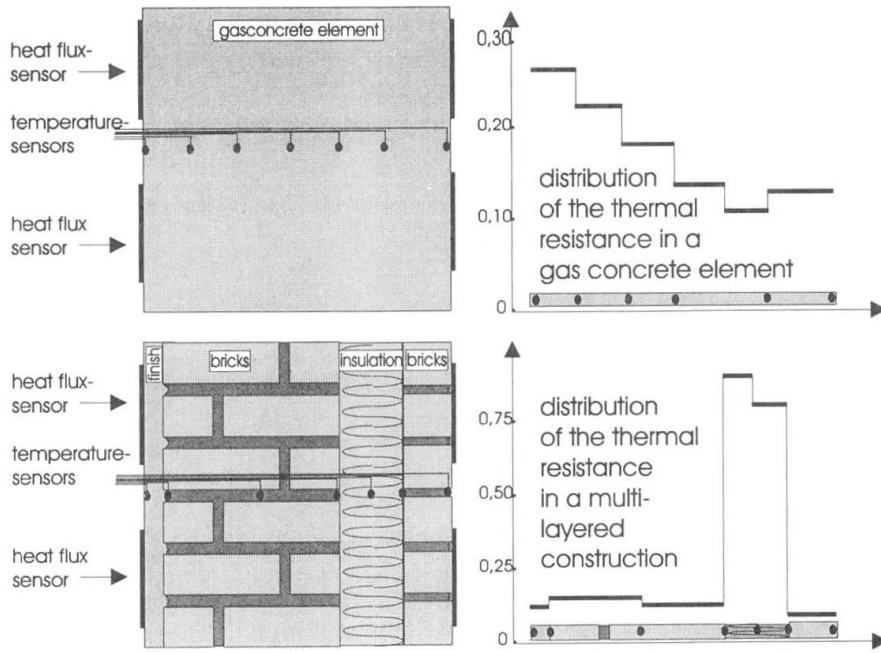 gasconcrete element
heat flux-
sensor
temperature-
sensors
heat flux
sensor
0,30
0,20
0,10
0
distribution
of the thermal
resistance in a
gas concrete element
finish
bricks
insulation
bricks
heat flux-
sensor
temperature-
sensors
heat flux
sensor
0,75
0,50
0,25
0
distribution
of the thermal
resistance
in a multi-
layered
construction